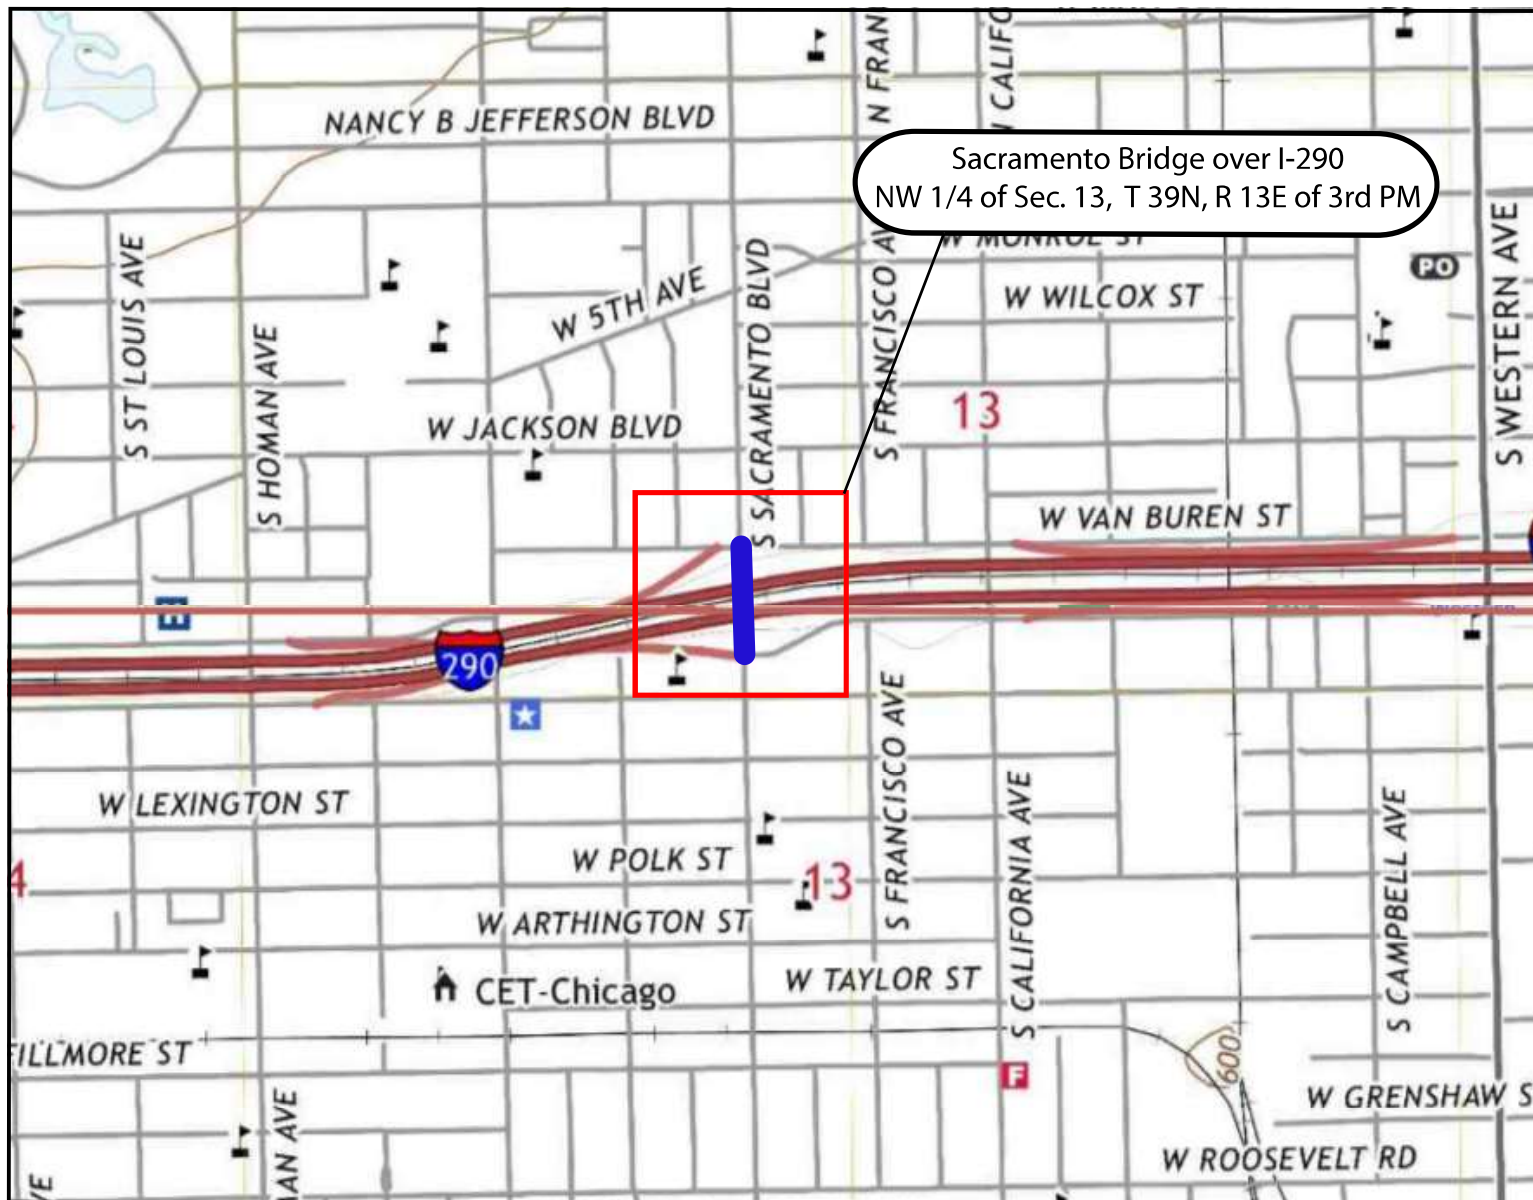 N FRAN
N CALIFO
NANCY B JEFFERSON BLVD
Sacramento Bridge over I-290
NW 1/4 of Sec. 13, T 39N, R 13E of 3rd PM
W MONROE ST
PO
S ST LOUIS AVE
S HOMAN AVE
W 5TH AVE
S SACRAMENTO BLVD
S FRANCISCO AV
W WILCOX ST
S WESTERN AVE
13
W JACKSON BLVD
W VAN BUREN ST
H
290
W LEXINGTON ST
W POLK ST
13
4
S FRANCISCO AVE
S CALIFORNIA AVE
S CAMPBELL AVE
W ARTHINGTON ST
W TAYLOR ST
CET-Chicago
FILLMORE ST
600
F
W GRENSHAW S
MAN AVE
W ROOSEVELT RD
VE